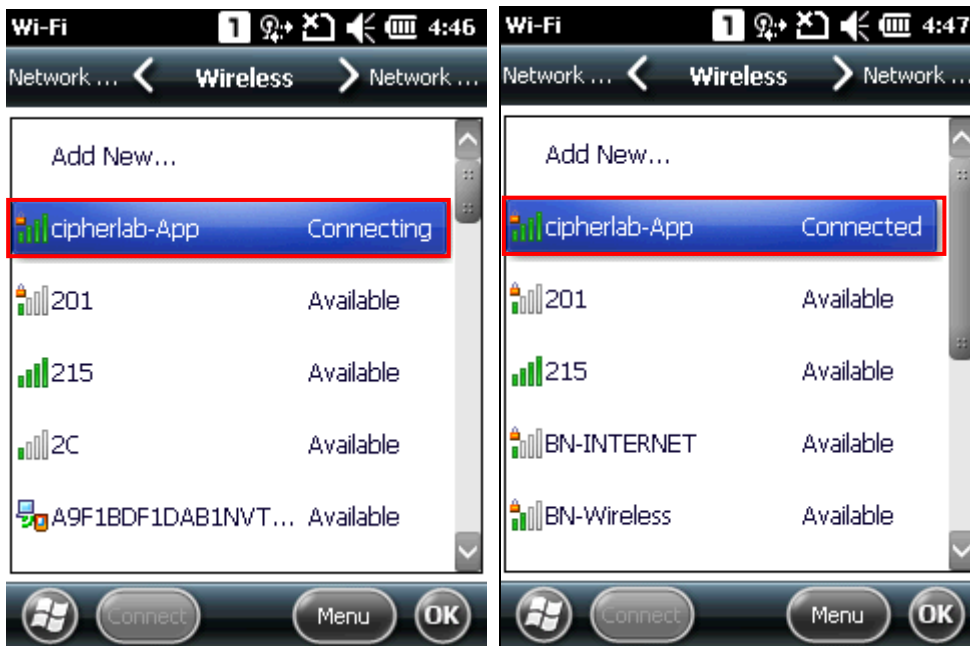 Wi-Fi 1 4:46
Network ... Wireless Network ...
Add New...
cipherlab-App Connecting
201 Available
215 Available
2C Available
A9F1BDF1DAB1NVT... Available
Connect Menu OK
Wi-Fi 1 4:47
Network ... Wireless Network ...
Add New...
cipherlab-App Connected
201 Available
215 Available
BN-INTERNET Available
BN-Wireless Available
Connect Menu OK